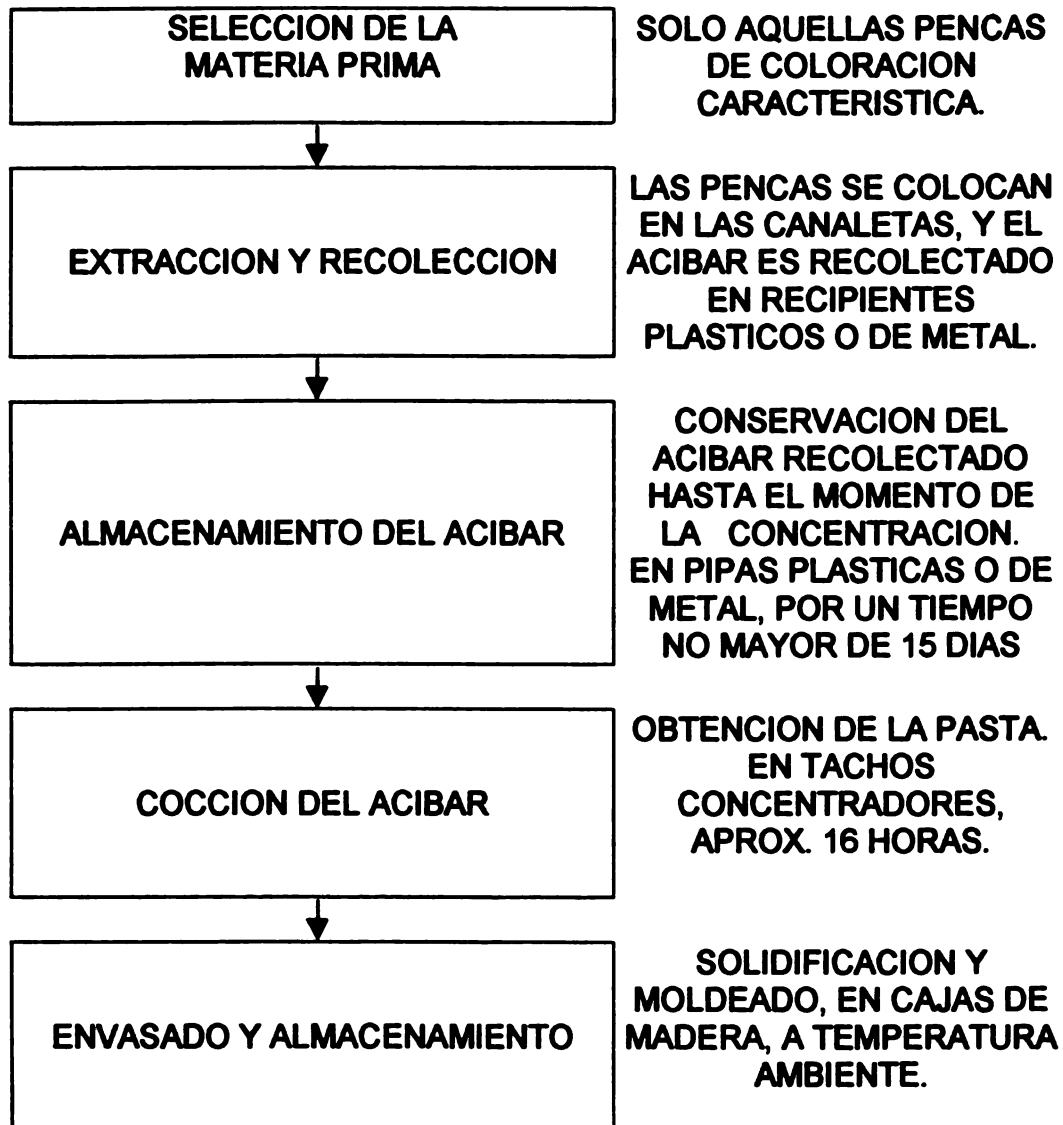 SELECCION DE LA
MATERIA PRIMA
SOLO AQUELLAS PENCAS
DE COLORACION
CARACTERISTICA.
EXTRACCION Y RECOLECCION
LAS PENCAS SE COLOCAN
EN LAS CANALETAS, Y EL
ACIBAR ES RECOLECTADO
EN RECIPIENTES
PLASTICOS O DE METAL.
ALMACENAMIENTO DEL ACIBAR
CONSERVACION DEL
ACIBAR RECOLECTADO
HASTA EL MOMENTO DE
LA CONCENTRACION.
EN PIPAS PLASTICAS O DE
METAL, POR UN TIEMPO
NO MAYOR DE 15 DIAS
COCCION DEL ACIBAR
OBTENCION DE LA PASTA.
EN TACHOS
CONCENTRADORES,
APROX. 16 HORAS.
ENVASADO Y ALMACENAMIENTO
SOLIDIFICACION Y
MOLDEADO, EN CAJAS DE
MADERA, A TEMPERATURA
AMBIENTE.